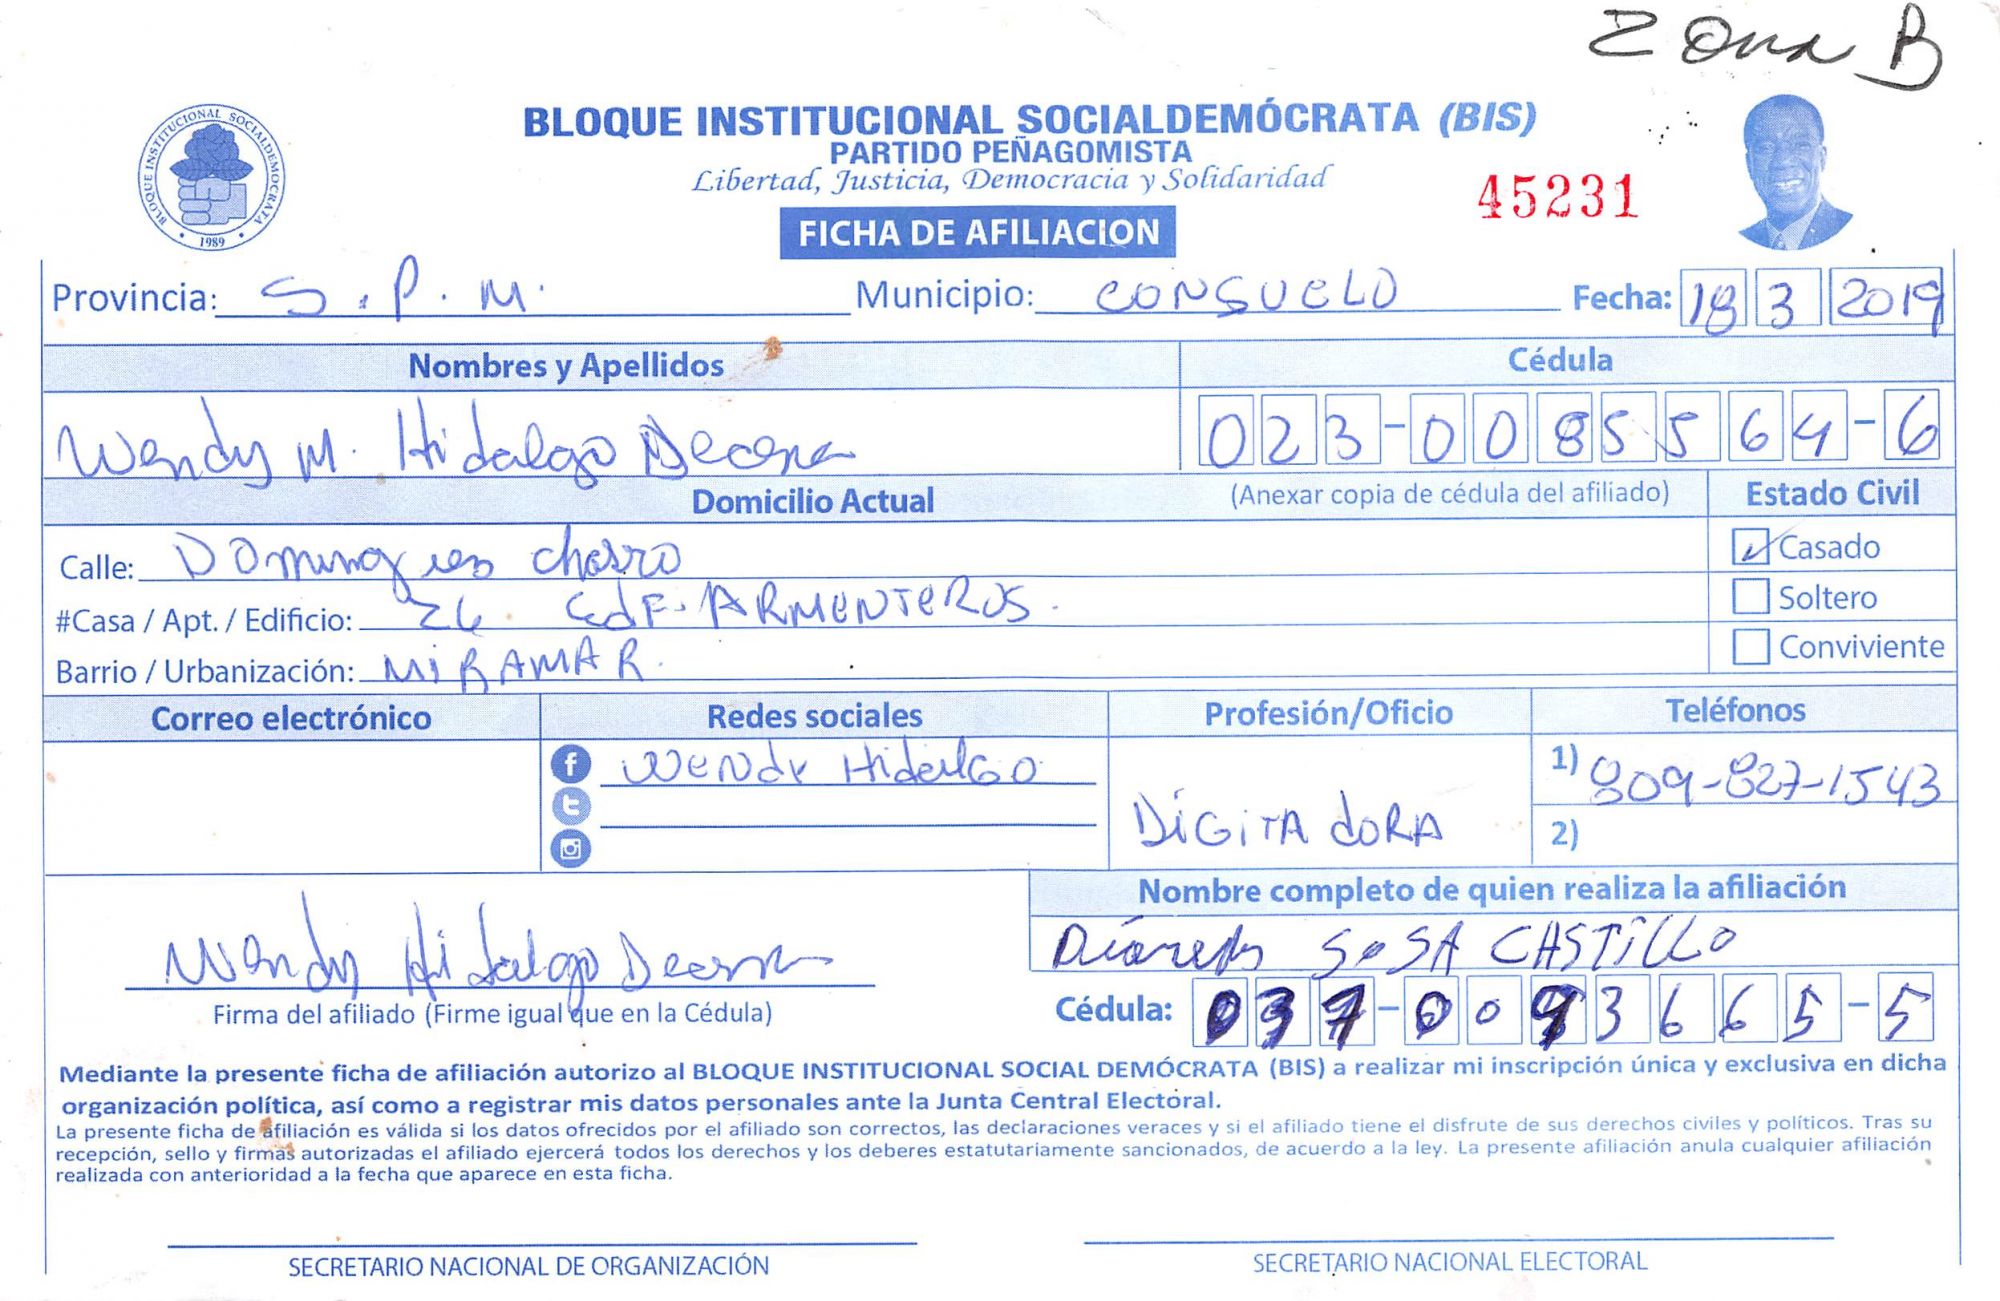 Zona B
BLOQUE INSTITUCIONAL SOCIALDEMOCRATA
1989
BLOQUE INSTITUCIONAL SOCIALDEMÓCRATA (BIS)
PARTIDO PEÑAGOMISTA
Libertad, Justicia, Democracia y Solidaridad
45231
FICHA DE AFILIACION
Provincia: S.P.M. Municipio: CONSUELO Fecha: 18 3 2019
Nombres y Apellidos Cédula
Wendy M. Hidalgo Decena 023-0085564-6
Domicilio Actual (Anexar copia de cédula del afiliado) Estado Civil
Calle: Domingues charro Casado
#Casa / Apt. / Edificio: 26 Edf. ARMENTEROS. Soltero
Barrio / Urbanización: MiRAMAR. Conviviente
Correo electrónico Redes sociales Profesión/Oficio Teléfonos
Wendy Hidalgo DiGiTAdORA 1) 809-827-1543
2)
Nombre completo de quien realiza la afiliación
Wendy Hidalgo Decena SOSA CASTiLLO
Firma del afiliado (Firme igual que en la Cédula) Cédula: 037-0093665-5
Mediante la presente ficha de afiliación autorizo al BLOQUE INSTITUCIONAL SOCIAL DEMÓCRATA (BIS) a realizar mi inscripción única y exclusiva en dicha
organización política, así como a registrar mis datos personales ante la Junta Central Electoral.
La presente ficha de afiliación es válida si los datos ofrecidos por el afiliado son correctos, las declaraciones veraces y si el afiliado tiene el disfrute de sus derechos civiles y políticos. Tras su
recepción, sello y firmas autorizadas el afiliado ejercerá todos los derechos y los deberes estatutariamente sancionados, de acuerdo a la ley. La presente afiliación anula cualquier afiliación
realizada con anterioridad a la fecha que aparece en esta ficha.
SECRETARIO NACIONAL DE ORGANIZACIÓN SECRETARIO NACIONAL ELECTORAL